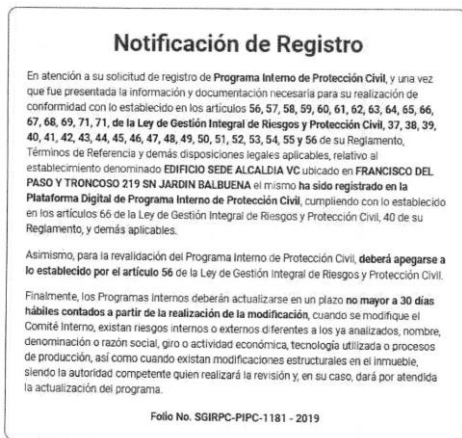 Notificación de Registro
En atención a su solicitud de registro de Programa Interno de Protección Civil, y una vez
que fue presentada la información y documentación necesaria para su realización de
conformidad con lo establecido en los artículos 56, 57, 58, 59, 60, 61, 62, 63, 64, 65, 66,
67, 68, 69, 71, 71, de la Ley de Gestión Integral de Riesgos y Protección Civil, 37, 38, 39,
40, 41, 42, 43, 44, 45, 46, 47, 48, 49, 50, 51, 52, 53, 54, 55 y 56 de su Reglamento,
Términos de Referencia y demás disposiciones legales aplicables, relativo al
establecimiento denominado EDIFICIO SEDE ALCALDIA VC ubicado en FRANCISCO DEL
PASO Y TRONCOSO 219 SN JARDIN BALBUENA el mismo ha sido registrado en la
Plataforma Digital de Programa Interno de Protección Civil, cumpliendo con lo establecido
en los artículos 66 de la Ley de Gestión Integral de Riesgos y Protección Civil, 40 de su
Reglamento, y demás aplicables.
Asimismo, para la revalidación del Programa Interno de Protección Civil, deberá apegarse a
lo establecido por el artículo 56 de la Ley de Gestión Integral de Riesgos y Protección Civil.
Finalmente, los Programas Internos deberán actualizarse en un plazo no mayor a 30 días
hábiles contados a partir de la realización de la modificación, cuando se modifique el
Comité Interno, existan riesgos internos o externos diferentes a los ya analizados, nombre,
denominación o razón social, giro o actividad económica, tecnología utilizada o procesos
de producción, así como cuando existan modificaciones estructurales en el inmueble,
siendo la autoridad competente quien realizará la revisión y, en su caso, dará por atendida
la actualización del programa.
Folio No. SGIRPC-PIPC-1181 - 2019